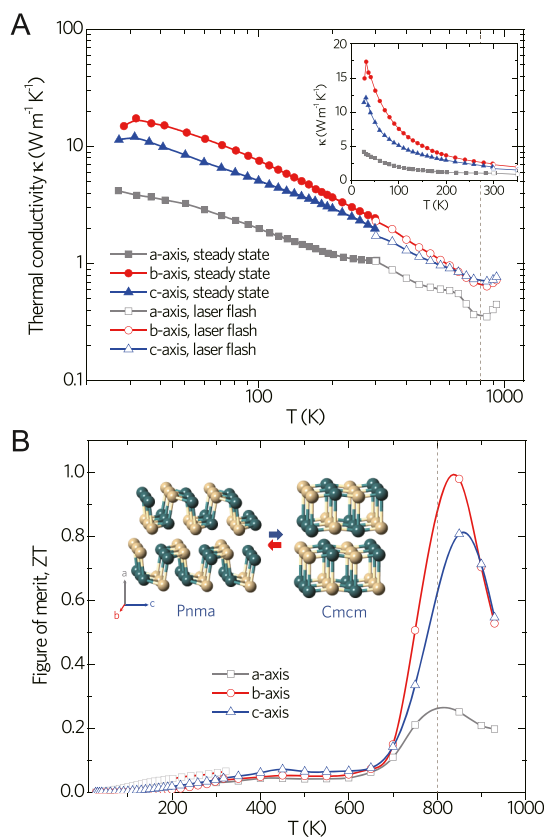 A
Thermal conductivity κ (W m⁻¹ K⁻¹)
100
10
1
0.1
100
1000
T (K)
a-axis, steady state
b-axis, steady state
c-axis, steady state
a-axis, laser flash
b-axis, laser flash
c-axis, laser flash
κ (W m⁻¹ K⁻¹)
20
15
10
5
0
0 100 200 300
T (K)
B
Figure of merit, ZT
1.0
0.8
0.6
0.4
0.2
0.0
200 400 600 800 1000
T (K)
a
b
c
Pnma
Cmcm
a-axis
b-axis
c-axis